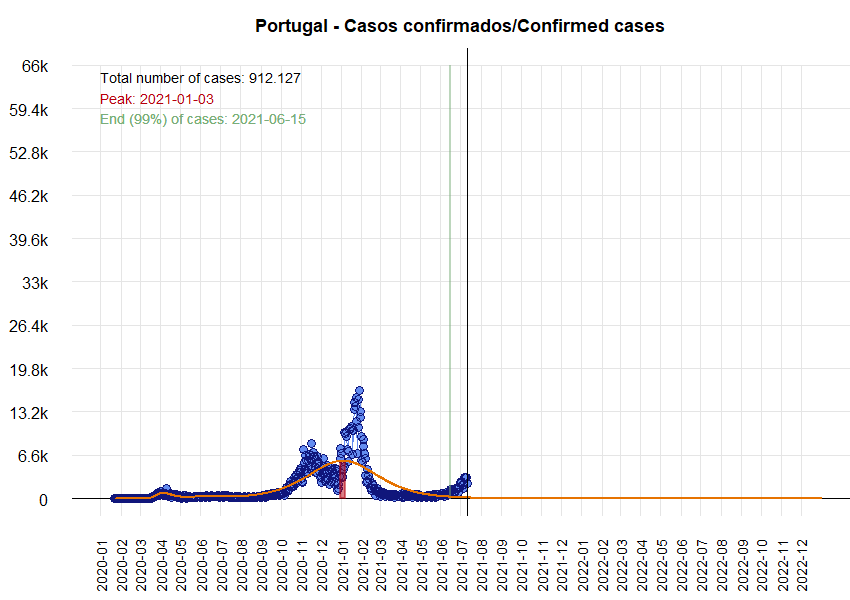 Portugal - Casos confirmados/Confirmed cases
Total number of cases: 912.127
Peak: 2021-01-03
End (99%) of cases: 2021-06-15
66k
59.4k
52.8k
46.2k
39.6k
33k
26.4k
19.8k
13.2k
6.6k
0
2020-01
2020-02
2020-03
2020-04
2020-05
2020-06
2020-07
2020-08
2020-09
2020-10
2020-11
2020-12
2021-01
2021-02
2021-03
2021-04
2021-05
2021-06
2021-07
2021-08
2021-09
2021-10
2021-11
2021-12
2022-01
2022-02
2022-03
2022-04
2022-05
2022-06
2022-07
2022-08
2022-09
2022-10
2022-11
2022-12